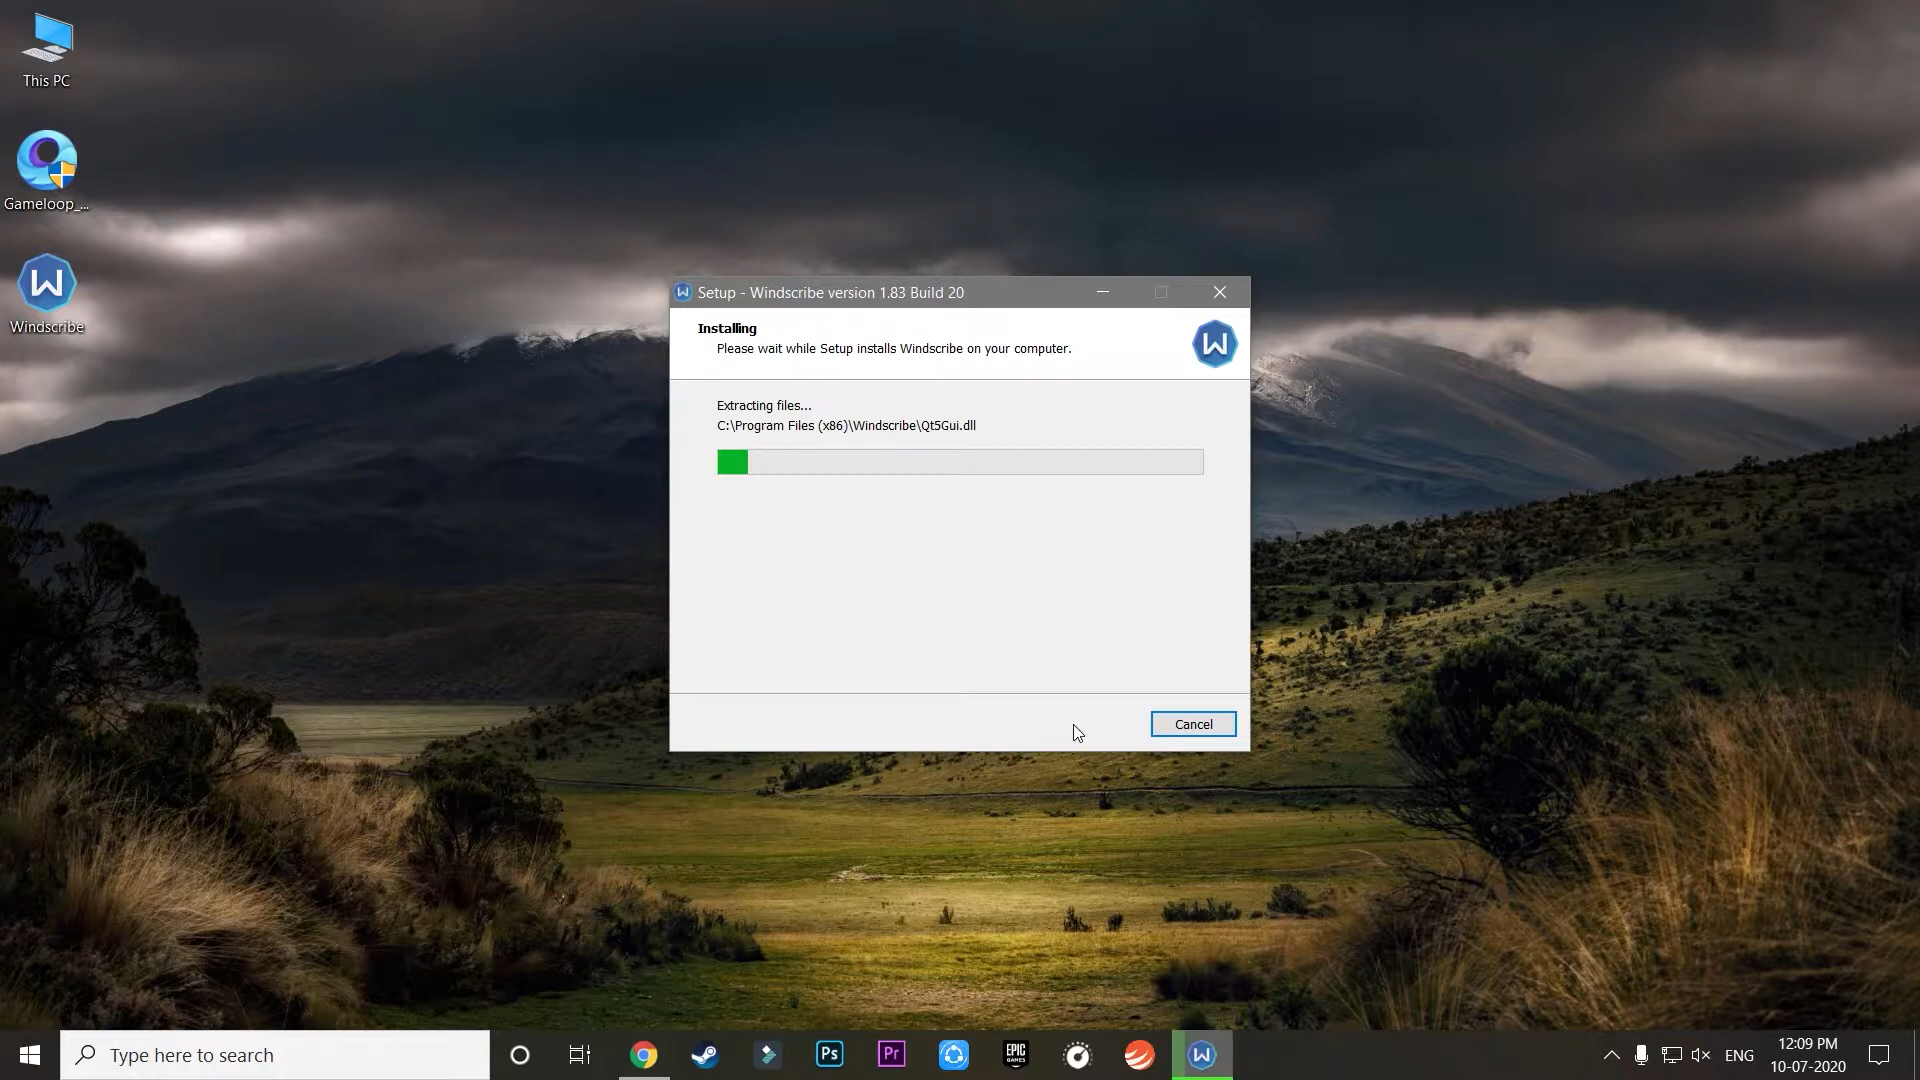 This PC
Gameloop_...
Windscribe
Setup - Windscribe version 1.83 Build 20
Installing
Please wait while Setup installs Windscribe on your computer.
Extracting files...
C:\Program Files (x86)\Windscribe\Qt5Gui.dll
Cancel
Type here to search
Ps
Pr
EPIC
GAMES
ENG
12:09 PM
10-07-2020